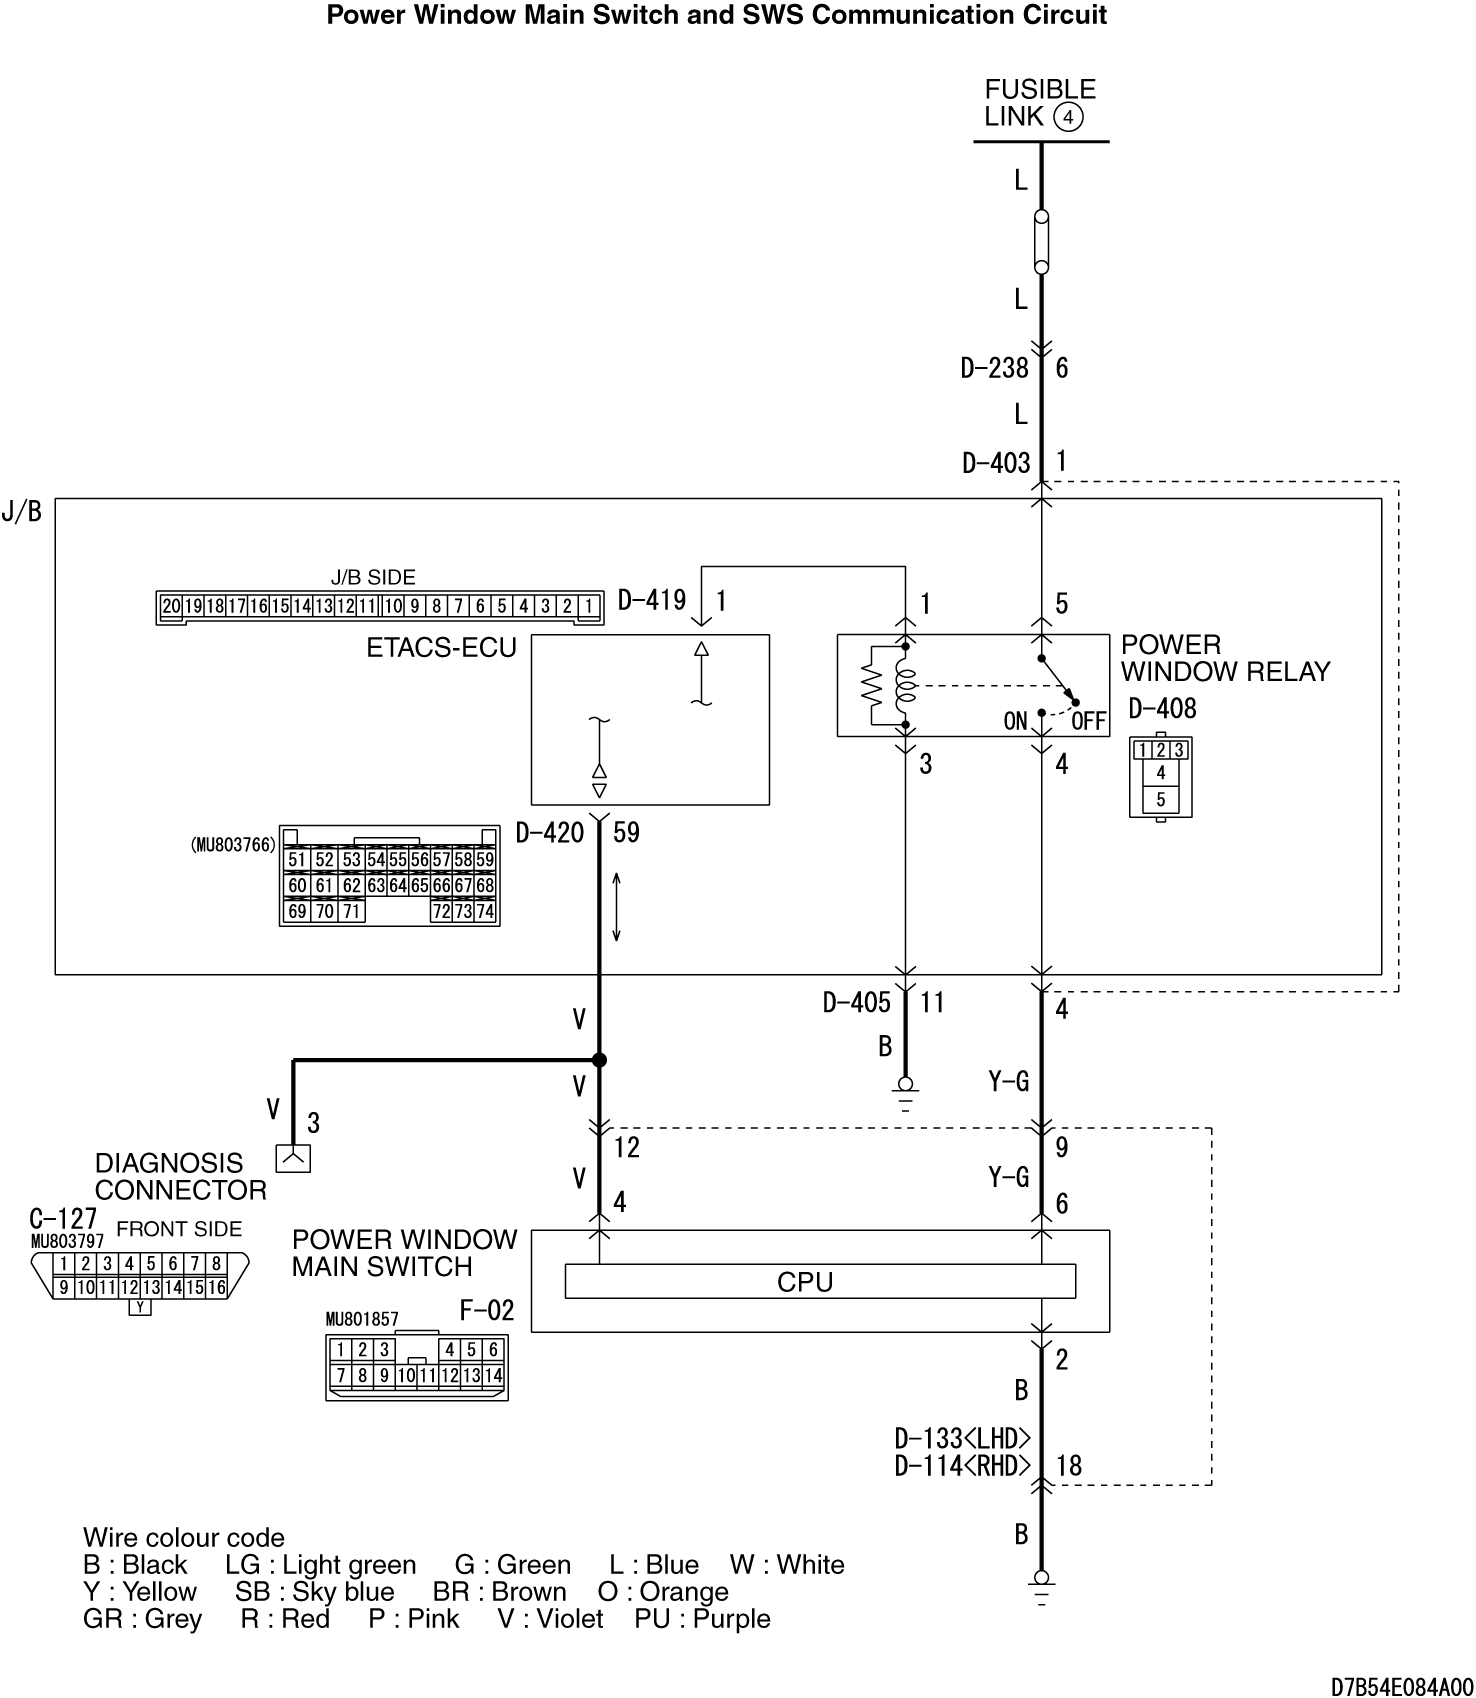 Power Window Main Switch and SWS Communication Circuit
FUSIBLE
LINK 4
L
L
D-238 6
L
D-403 1
J/B
J/B SIDE
20 19 18 17 16 15 14 13 12 11 10 9 8 7 6 5 4 3 2 1
D-419 1
1
5
ETACS-ECU
POWER
WINDOW RELAY
D-408
ON OFF
1 2 3
4
5
3
4
D-420 59
(MU803766)
51 52 53 54 55 56 57 58 59
60 61 62 63 64 65 66 67 68
69 70 71 72 73 74
D-405 11
4
V
B
V
Y-G
V 3
12
9
DIAGNOSIS
CONNECTOR
V
Y-G
4
6
C-127 FRONT SIDE
MU803797
1 2 3 4 5 6 7 8
9 10 11 12 13 14 15 16
Y
POWER WINDOW
MAIN SWITCH
CPU
MU801857 F-02
1 2 3 4 5 6
7 8 9 10 11 12 13 14
2
B
D-133<LHD>
D-114<RHD> 18
B
Wire colour code
B : Black LG : Light green G : Green L : Blue W : White
Y : Yellow SB : Sky blue BR : Brown O : Orange
GR : Grey R : Red P : Pink V : Violet PU : Purple
D7B54E084A00